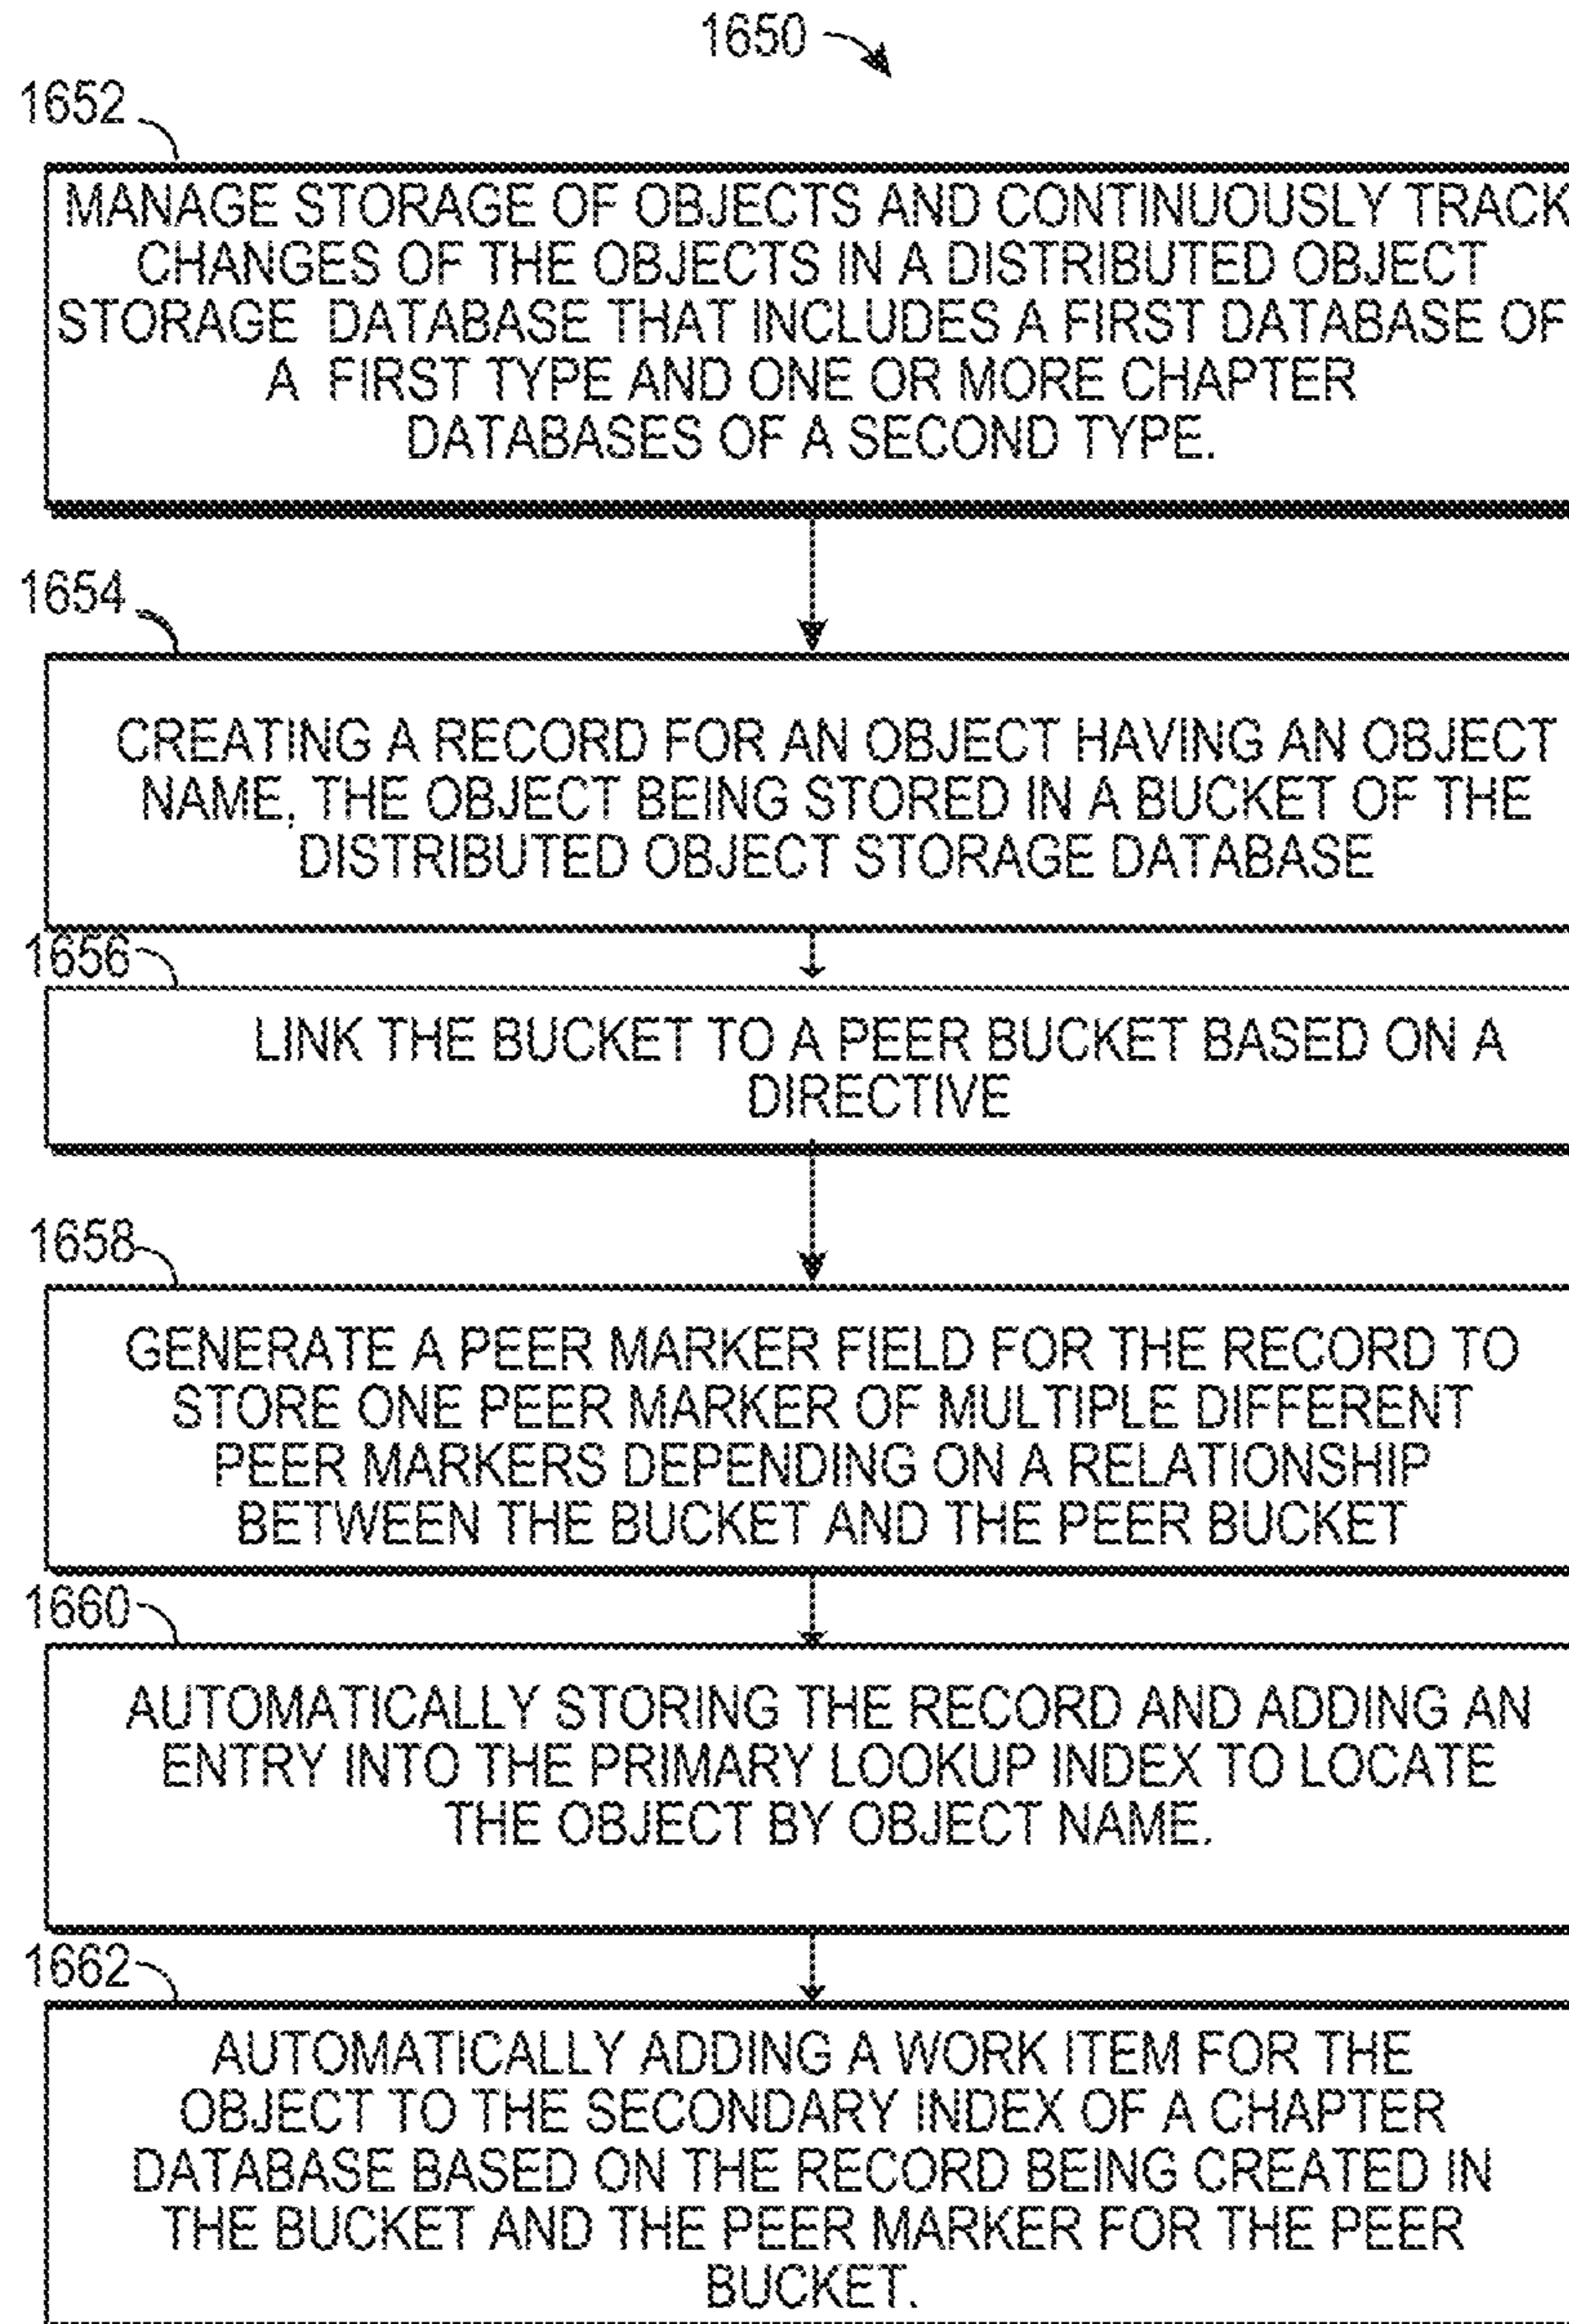 1650
1652
MANAGE STORAGE OF OBJECTS AND CONTINUOUSLY TRACK
CHANGES OF THE OBJECTS IN A DISTRIBUTED OBJECT
STORAGE DATABASE THAT INCLUDES A FIRST DATABASE OF
A FIRST TYPE AND ONE OR MORE CHAPTER
DATABASES OF A SECOND TYPE.
1654
CREATING A RECORD FOR AN OBJECT HAVING AN OBJECT
NAME, THE OBJECT BEING STORED IN A BUCKET OF THE
DISTRIBUTED OBJECT STORAGE DATABASE
1656
LINK THE BUCKET TO A PEER BUCKET BASED ON A
DIRECTIVE
1658
GENERATE A PEER MARKER FIELD FOR THE RECORD TO
STORE ONE PEER MARKER OF MULTIPLE DIFFERENT
PEER MARKERS DEPENDING ON A RELATIONSHIP
BETWEEN THE BUCKET AND THE PEER BUCKET
1660
AUTOMATICALLY STORING THE RECORD AND ADDING AN
ENTRY INTO THE PRIMARY LOOKUP INDEX TO LOCATE
THE OBJECT BY OBJECT NAME.
1662
AUTOMATICALLY ADDING A WORK ITEM FOR THE
OBJECT TO THE SECONDARY INDEX OF A CHAPTER
DATABASE BASED ON THE RECORD BEING CREATED IN
THE BUCKET AND THE PEER MARKER FOR THE PEER
BUCKET.